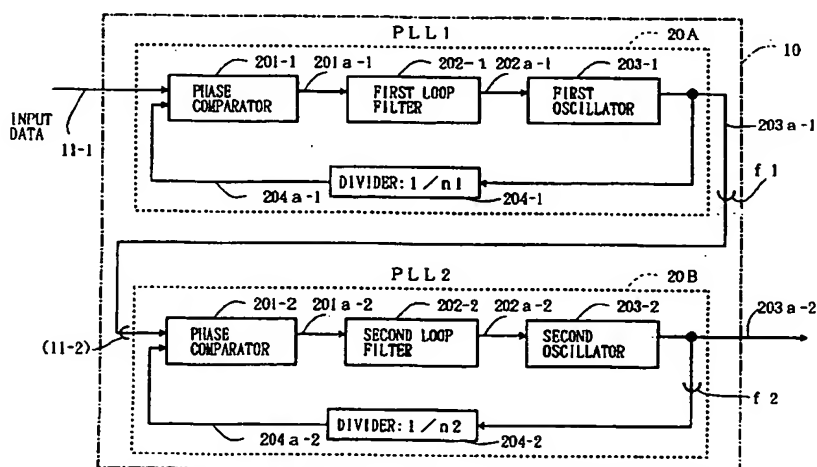 PLL1
20A
10
201-1
201a-1
202-1
202a-1
203-1
PHASE
COMPARATOR
FIRST LOOP
FILTER
FIRST
OSCILLATOR
INPUT
DATA
11-1
203a-1
204a-1
DIVIDER: 1/n1
204-1
f 1
PLL2
20B
201-2
201a-2
202-2
202a-2
203-2
203a-2
(11-2)
PHASE
COMPARATOR
SECOND LOOP
FILTER
SECOND
OSCILLATOR
f 2
204a-2
DIVIDER: 1/n2
204-2